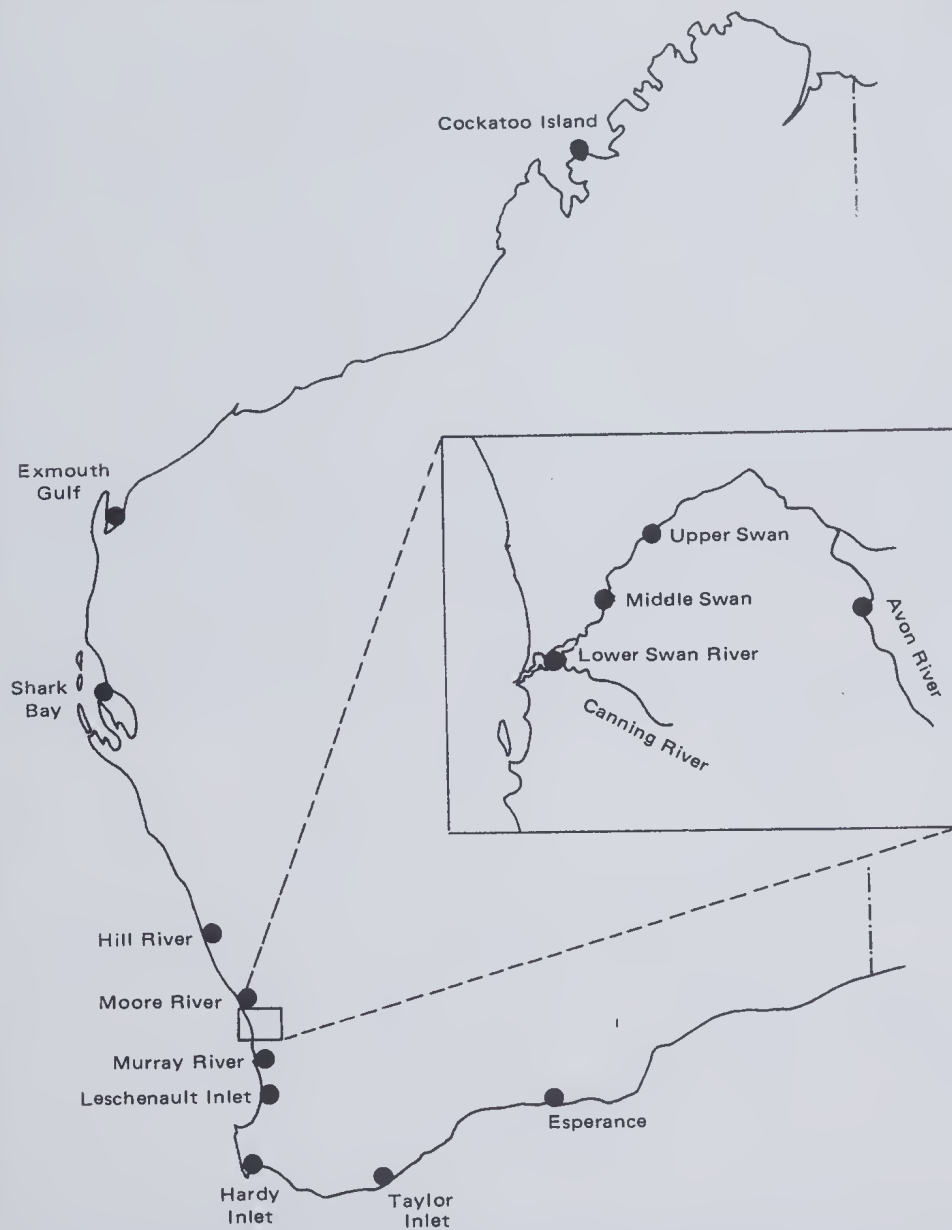 Cockatoo Island
Exmouth
Gulf
Upper Swan
Middle Swan
Avon River
Lower Swan River
Canning River
Shark
Bay
Hill River
Moore River
Murray River
Leschenault Inlet
Esperance
Hardy
Inlet
Taylor
Inlet